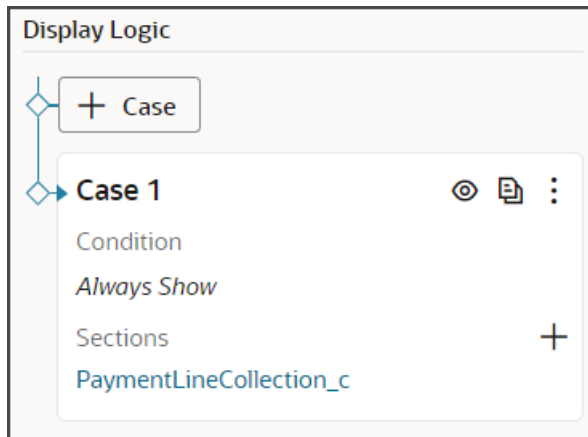 Display Logic
+ Case
Case 1
Condition
Always Show
Sections
PaymentLineCollection_c